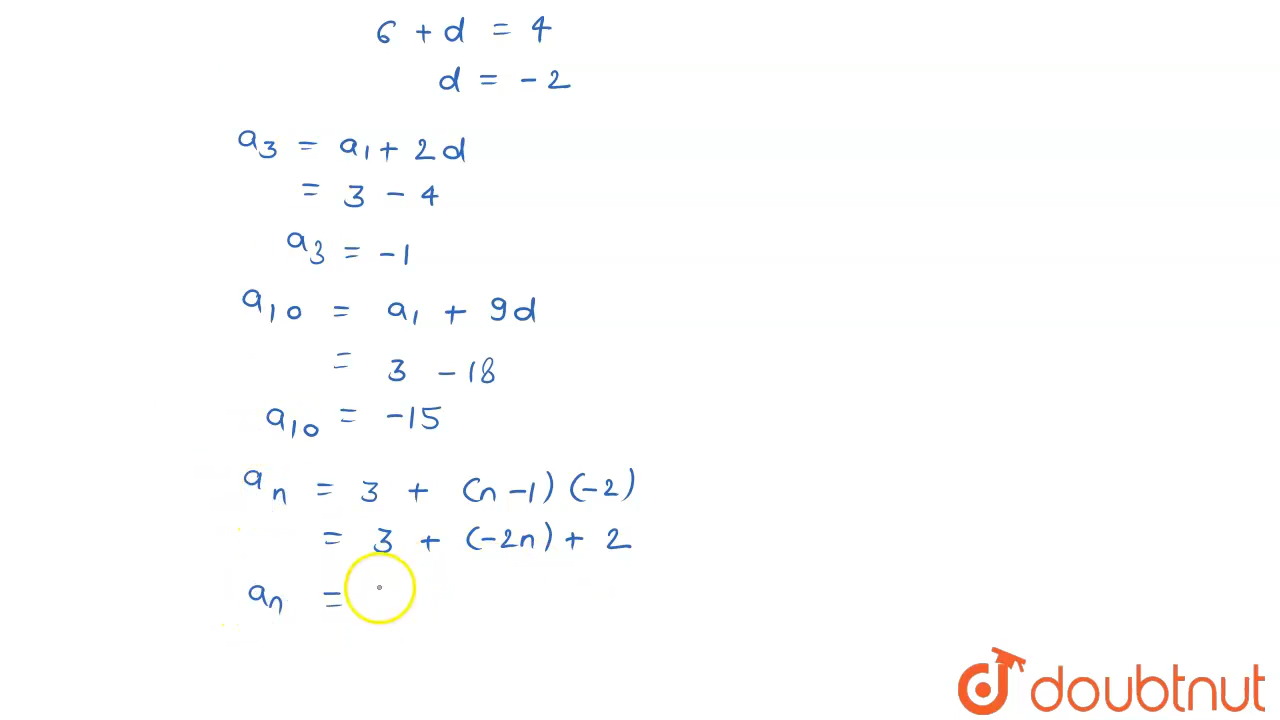 6 + d = 4
d = -2
a₃ = a₁ + 2d
= 3 - 4
a₃ = -1
a₁₀ = a₁ + 9d
= 3 - 18
a₁₀ = -15
aₙ = 3 + (n-1)(-2)
= 3 + (-2n) + 2
aₙ =
doubtnut